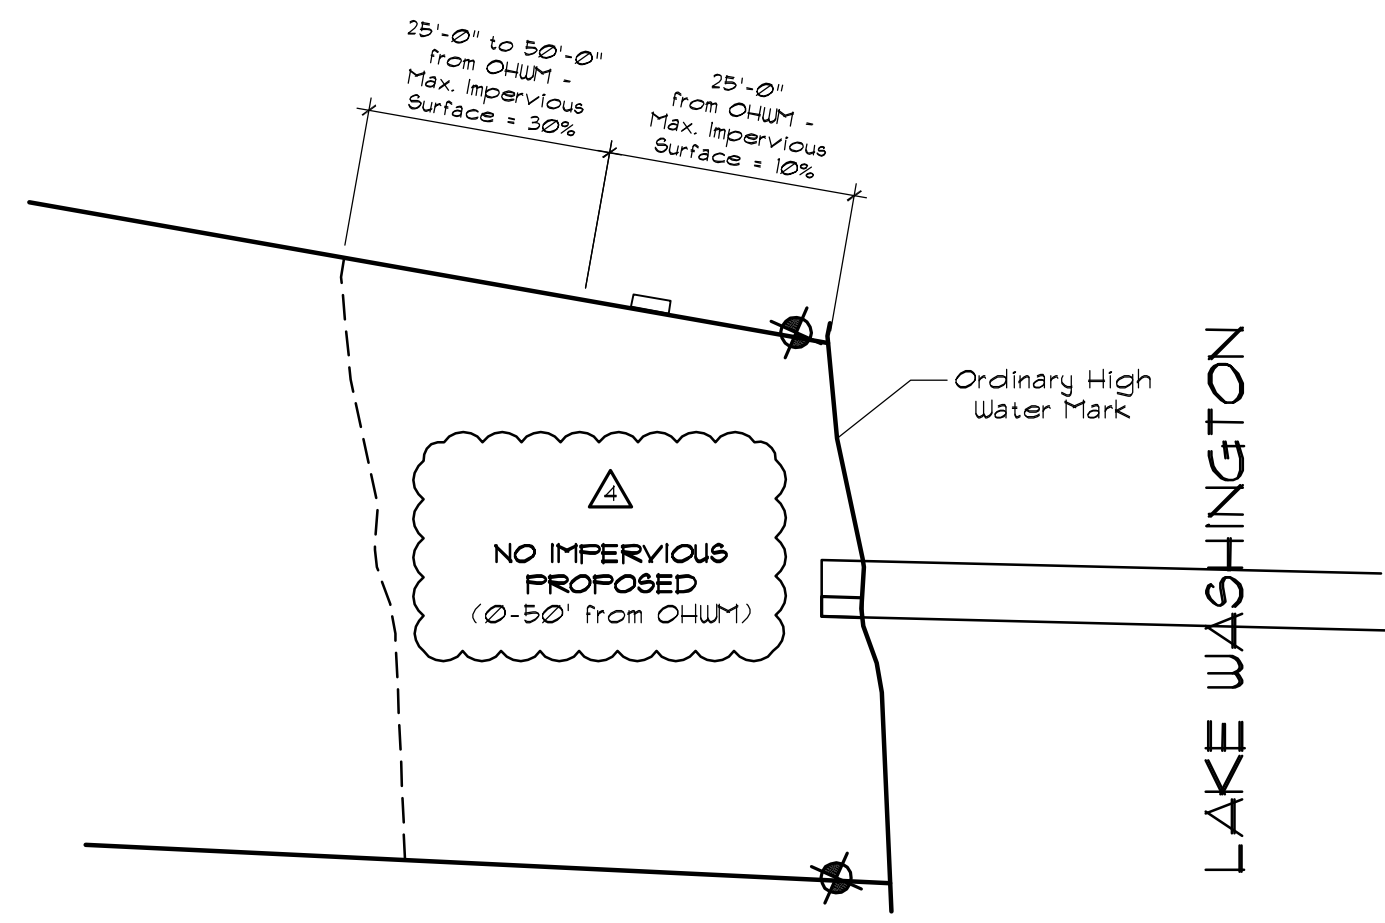 25'-0" to 50'-0"
from OHWM -
Max. Impervious
Surface = 30%
25'-0"
from OHWM -
Max. Impervious
Surface = 10%
Ordinary High
Water Mark
4
NO IMPERVIOUS
PROPOSED
(0-50' from OHWM)
LAKE WASHINGTON